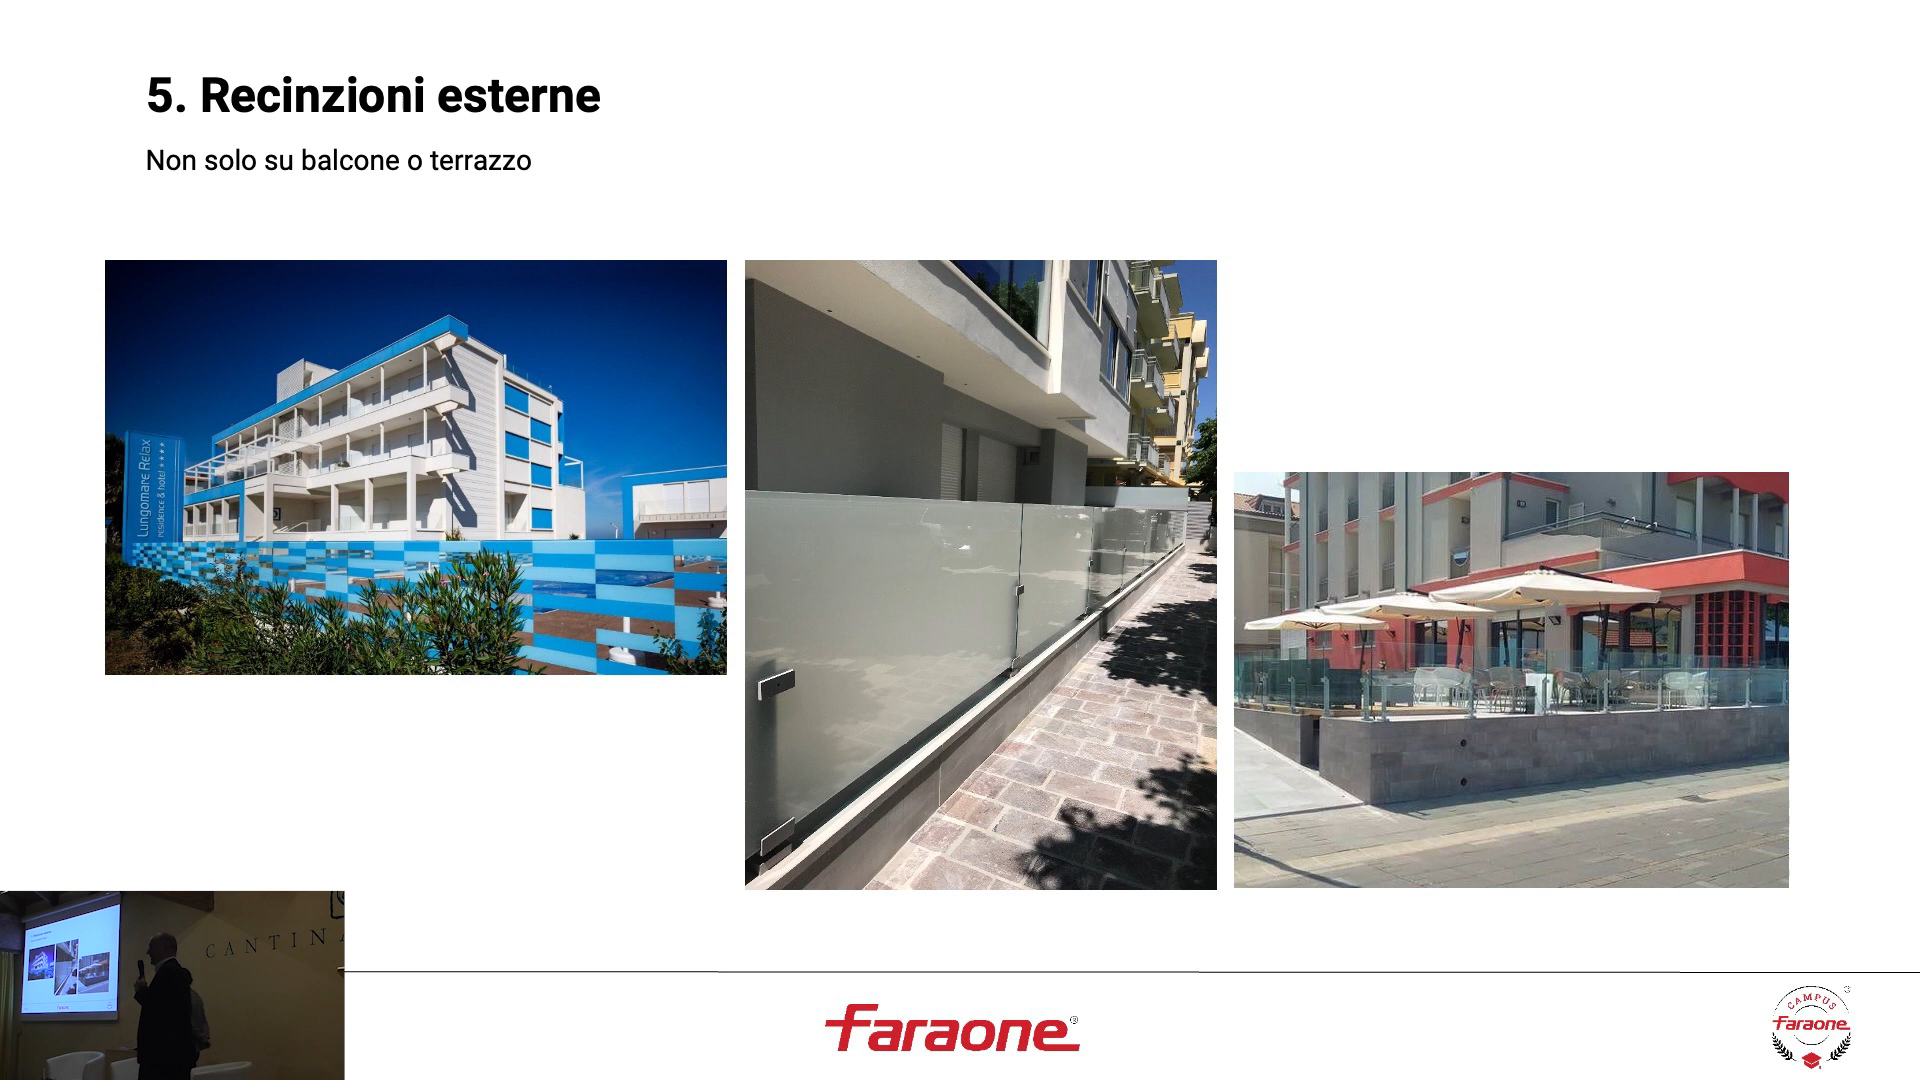 5. Recinzioni esterne
Non solo su balcone o terrazzo
Lungomare Relax
residence & hotel ★★★★
CANTINA
faraone®
CAMPUS
faraone